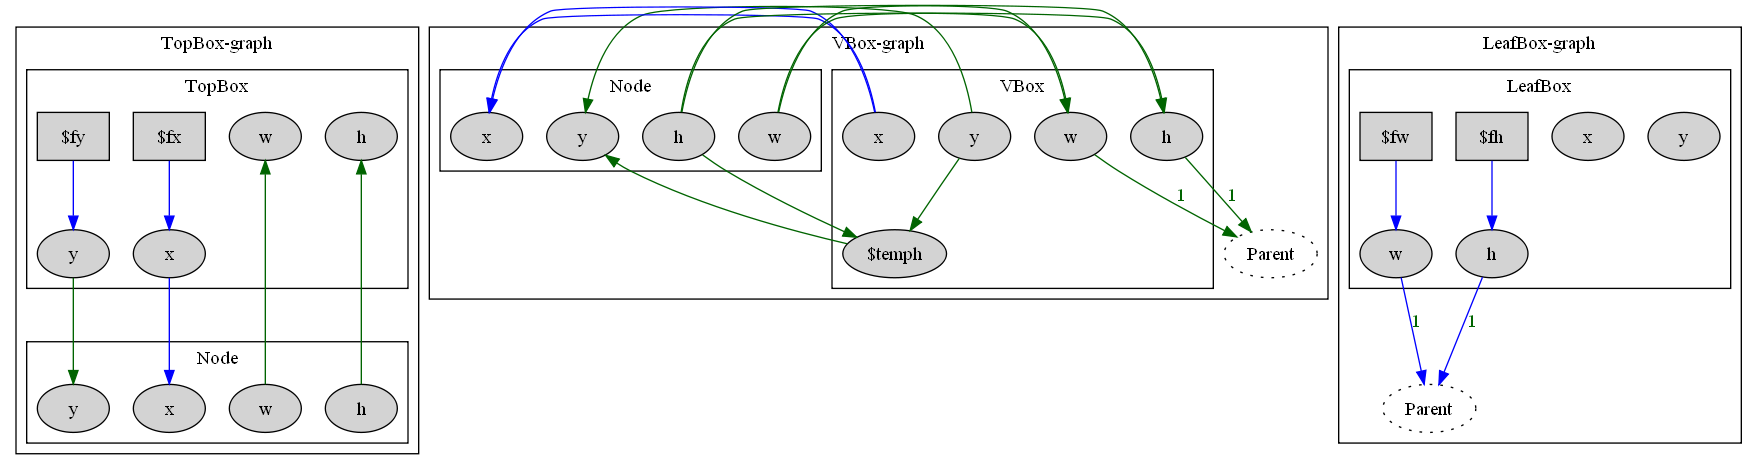 TopBox-graph
TopBox
$fy
$fx
w
h
y
x
Node
y
x
w
h
VBox-graph
Node
x
y
h
w
VBox
x
y
w
h
1
1
$temph
Parent
LeafBox-graph
LeafBox
$fw
$fh
x
y
w
h
1
1
Parent